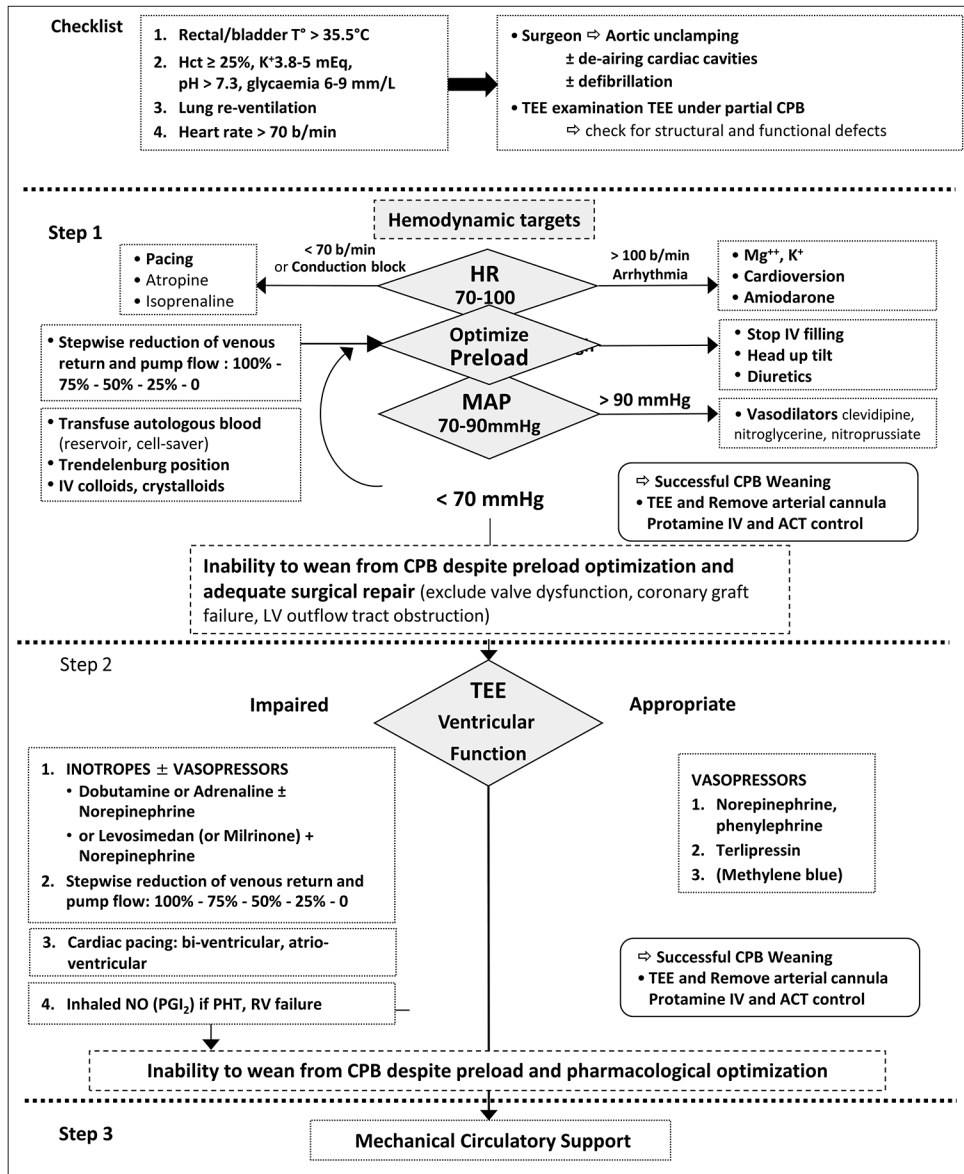 Checklist
1. Rectal/bladder T° > 35.5°C
2. Hct ≥ 25%, K⁺3.8-5 mEq,
pH > 7.3, glycaemia 6-9 mm/L
3. Lung re-ventilation
4. Heart rate > 70 b/min
• Surgeon ⇨ Aortic unclamping
± de-airing cardiac cavities
± defibrillation
• TEE examination TEE under partial CPB
⇨ check for structural and functional defects
Hemodynamic targets
Step 1
• Pacing
• Atropine
• Isoprenaline
< 70 b/min
or Conduction block
HR
70-100
> 100 b/min
Arrhythmia
• Mg⁺⁺, K⁺
• Cardioversion
• Amiodarone
• Stepwise reduction of venous
return and pump flow : 100% -
75% - 50% - 25% - 0
Optimize
Preload
• Stop IV filling
• Head up tilt
• Diuretics
• Transfuse autologous blood
(reservoir, cell-saver)
• Trendelenburg position
• IV colloids, crystalloids
MAP
70-90mmHg
> 90 mmHg
• Vasodilators clevidipine,
nitroglycerine, nitroprussiate
< 70 mmHg
⇨ Successful CPB Weaning
• TEE and Remove arterial cannula
Protamine IV and ACT control
Inability to wean from CPB despite preload optimization and
adequate surgical repair (exclude valve dysfunction, coronary graft
failure, LV outflow tract obstruction)
Step 2
Impaired
TEE
Ventricular
Function
Appropriate
1. INOTROPES ± VASOPRESSORS
• Dobutamine or Adrenaline ±
Norepinephrine
• or Levosimedan (or Milrinone) +
Norepinephrine
2. Stepwise reduction of venous return and
pump flow: 100% - 75% - 50% - 25% - 0
3. Cardiac pacing: bi-ventricular, atrio-
ventricular
4. Inhaled NO (PGI₂) if PHT, RV failure
VASOPRESSORS
1. Norepinephrine,
phenylephrine
2. Terlipressin
3. (Methylene blue)
⇨ Successful CPB Weaning
• TEE and Remove arterial cannula
Protamine IV and ACT control
Inability to wean from CPB despite preload and pharmacological optimization
Step 3
Mechanical Circulatory Support